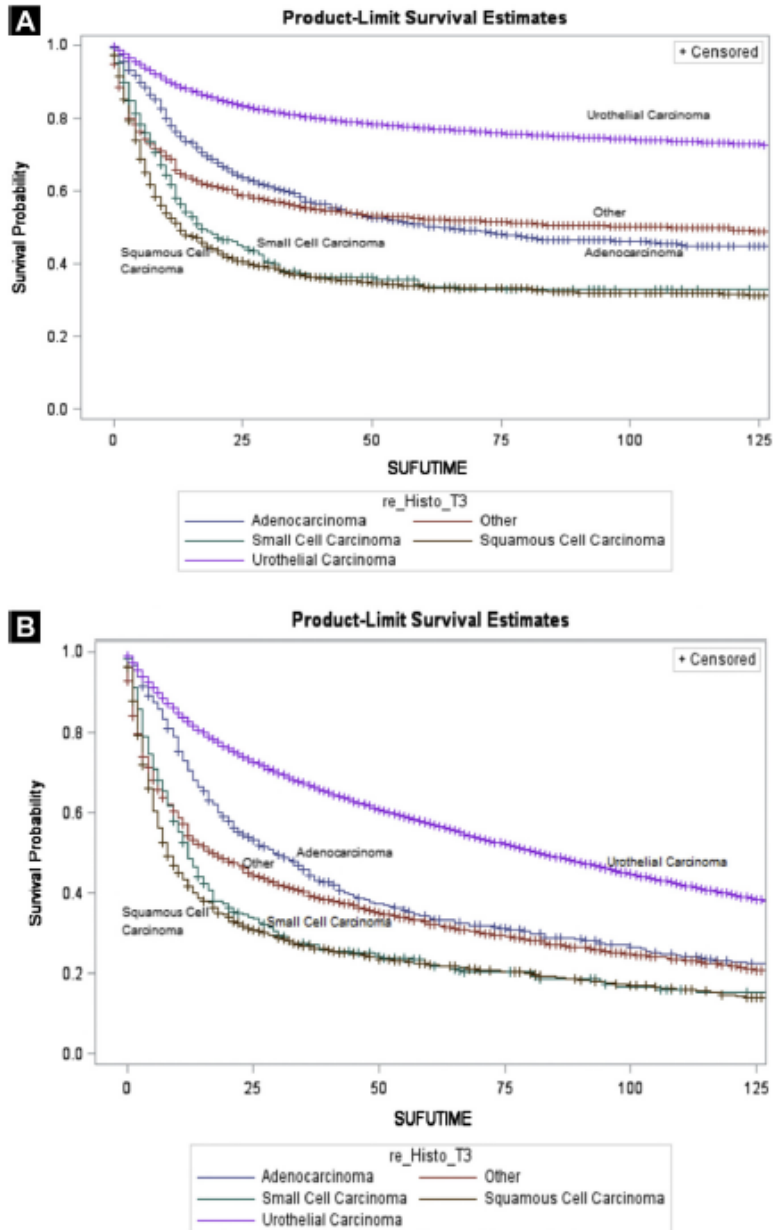 A
Product-Limit Survival Estimates
+ Censored
1.0
0.8
0.6
0.4
0.2
0.0
Survival Probability
Urothelial Carcinoma
Other
Adenocarcinoma
Small Cell Carcinoma
Squamous Cell
Carcinoma
0 25 50 75 100 125
SUFUTIME
re_Histo_T3
Adenocarcinoma Other
Small Cell Carcinoma Squamous Cell Carcinoma
Urothelial Carcinoma
B
Product-Limit Survival Estimates
+ Censored
1.0
0.8
0.6
0.4
0.2
0.0
Survival Probability
Adenocarcinoma
Other
Urothelial Carcinoma
Squamous Cell
Carcinoma
Small Cell Carcinoma
0 25 50 75 100 125
SUFUTIME
re_Histo_T3
Adenocarcinoma Other
Small Cell Carcinoma Squamous Cell Carcinoma
Urothelial Carcinoma